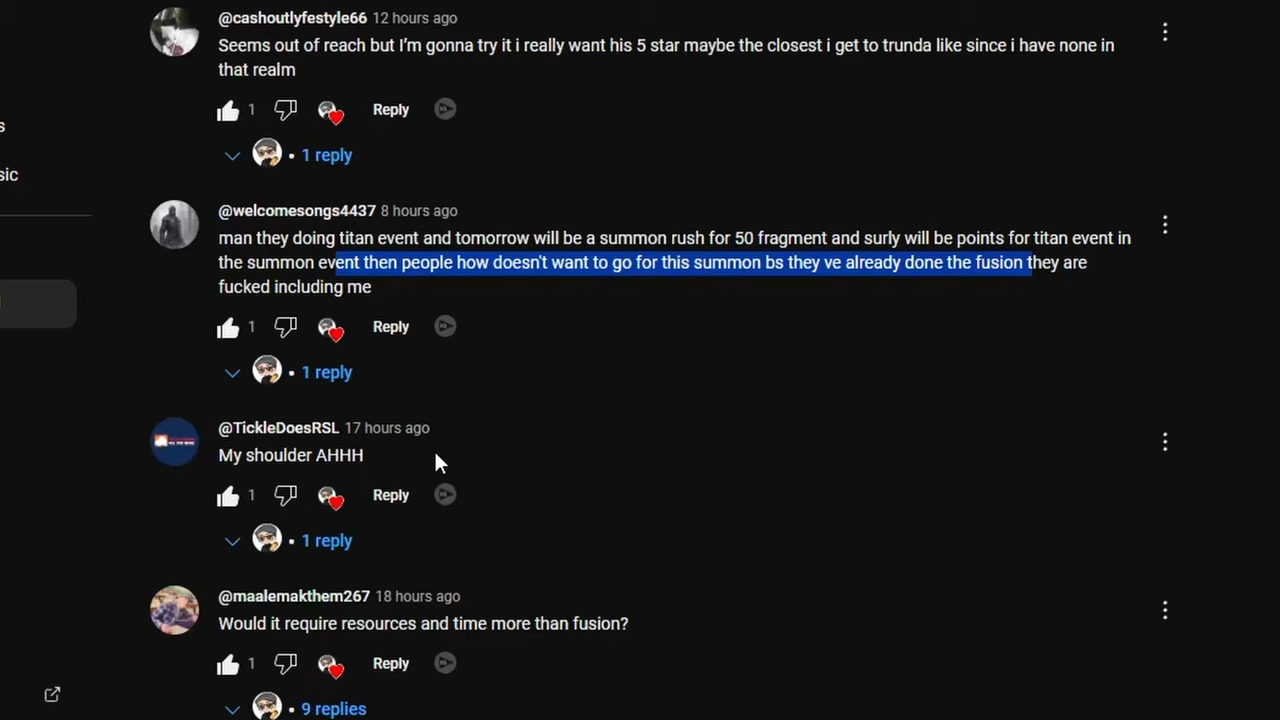 @cashoutlyfestyle66 12 hours ago
Seems out of reach but I'm gonna try it i really want his 5 star maybe the closest i get to trunda like since i have none in
that realm
1 Reply
• 1 reply
s
sic
@welcomesongs4437 8 hours ago
man they doing titan event and tomorrow will be a summon rush for 50 fragment and surly will be points for titan event in
the summon event then people how doesn't want to go for this summon bs they ve already done the fusion they are
fucked including me
1 Reply
• 1 reply
@TickleDoesRSL 17 hours ago
My shoulder AHHH
1 Reply
• 1 reply
@maalemakthem267 18 hours ago
Would it require resources and time more than fusion?
1 Reply
• 9 replies